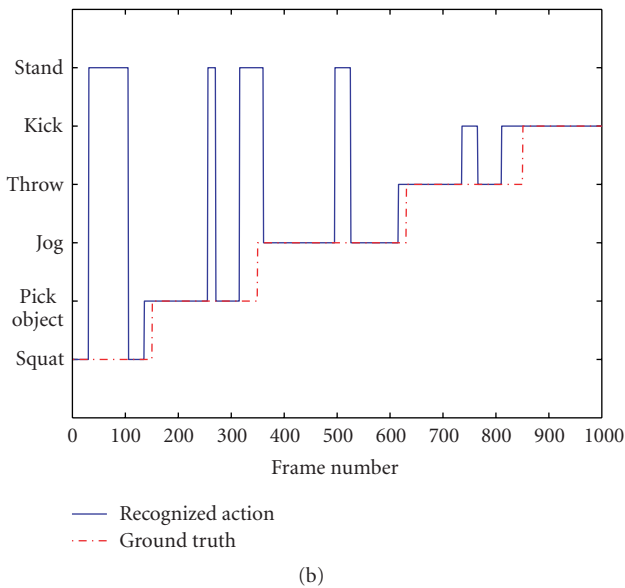 Stand
Kick
Throw
Jog
Pick
object
Squat
0 100 200 300 400 500 600 700 800 900 1000
Frame number
Recognized action
Ground truth
(b)